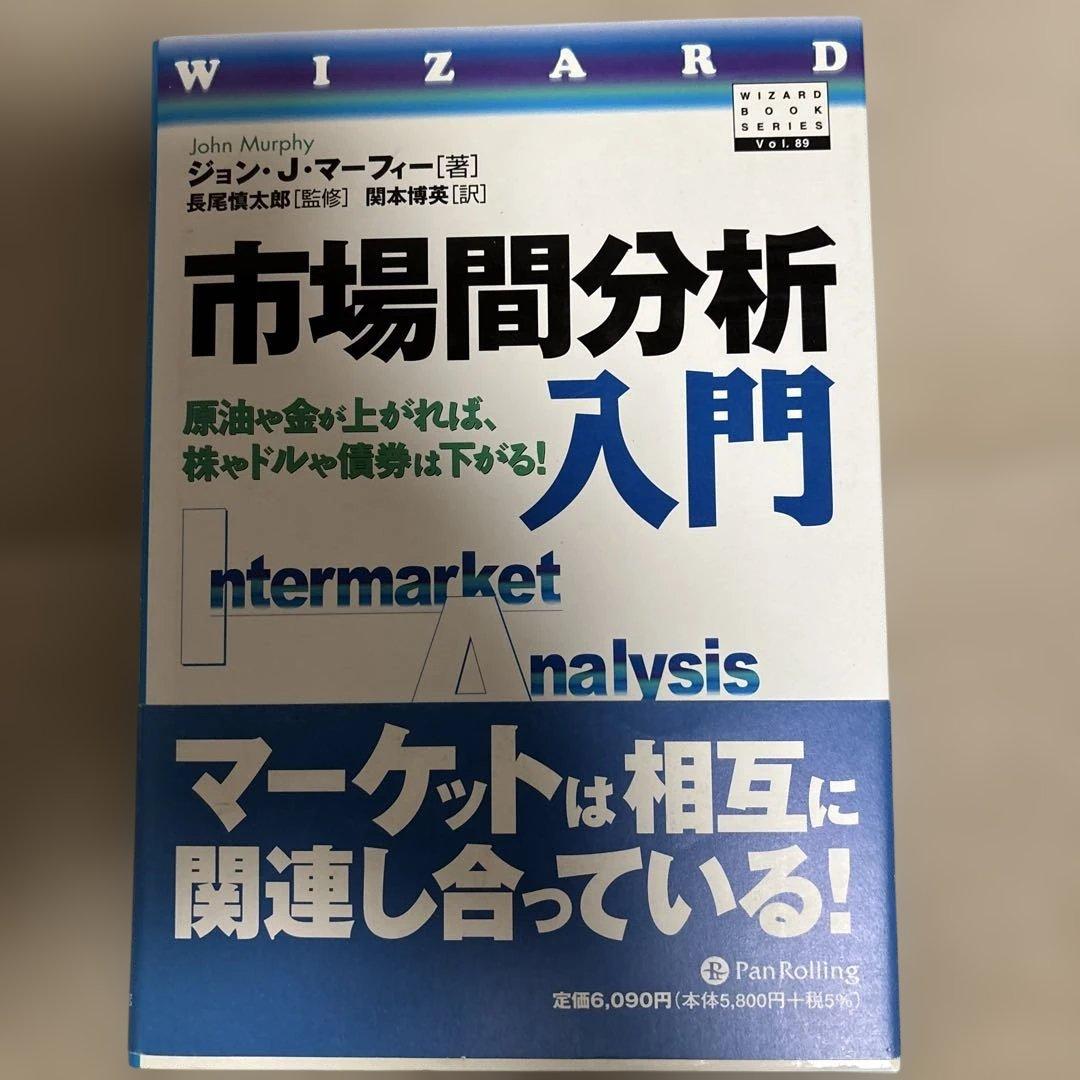 WIZARD
WIZARD
BOOK
SERIES
Vol. 89
John Murphy
ジョン・J・マーフィー[著]
長尾慎太郎[監修] 関本博英[訳]
市場間分析
入門
原油や金が上がれば、
株やドルや債券は下がる!
Intermarket
Analysis
マーケットは相互に
関連し合っている!
PanRolling
定価6,090円(本体5,800円+税5%)